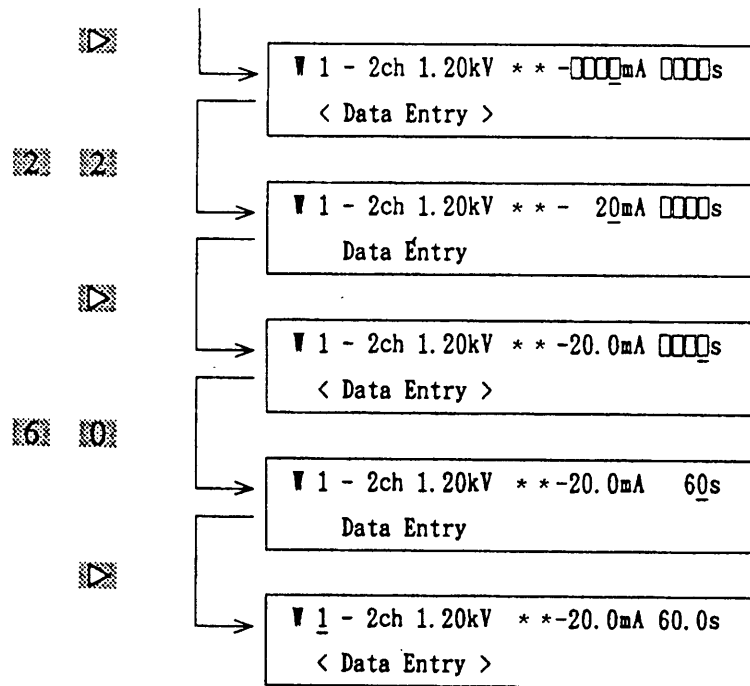 ▷
W 1 - 2ch 1.20kV * * -▯▯▯▯mA ▯▯▯▯s
< Data Entry >
2 2
W 1 - 2ch 1.20kV * * - 20mA ▯▯▯▯s
Data Entry
▷
W 1 - 2ch 1.20kV * * -20.0mA ▯▯▯▯s
< Data Entry >
6 0
W 1 - 2ch 1.20kV * * -20.0mA 60s
Data Entry
▷
W 1 - 2ch 1.20kV * * -20.0mA 60.0s
< Data Entry >